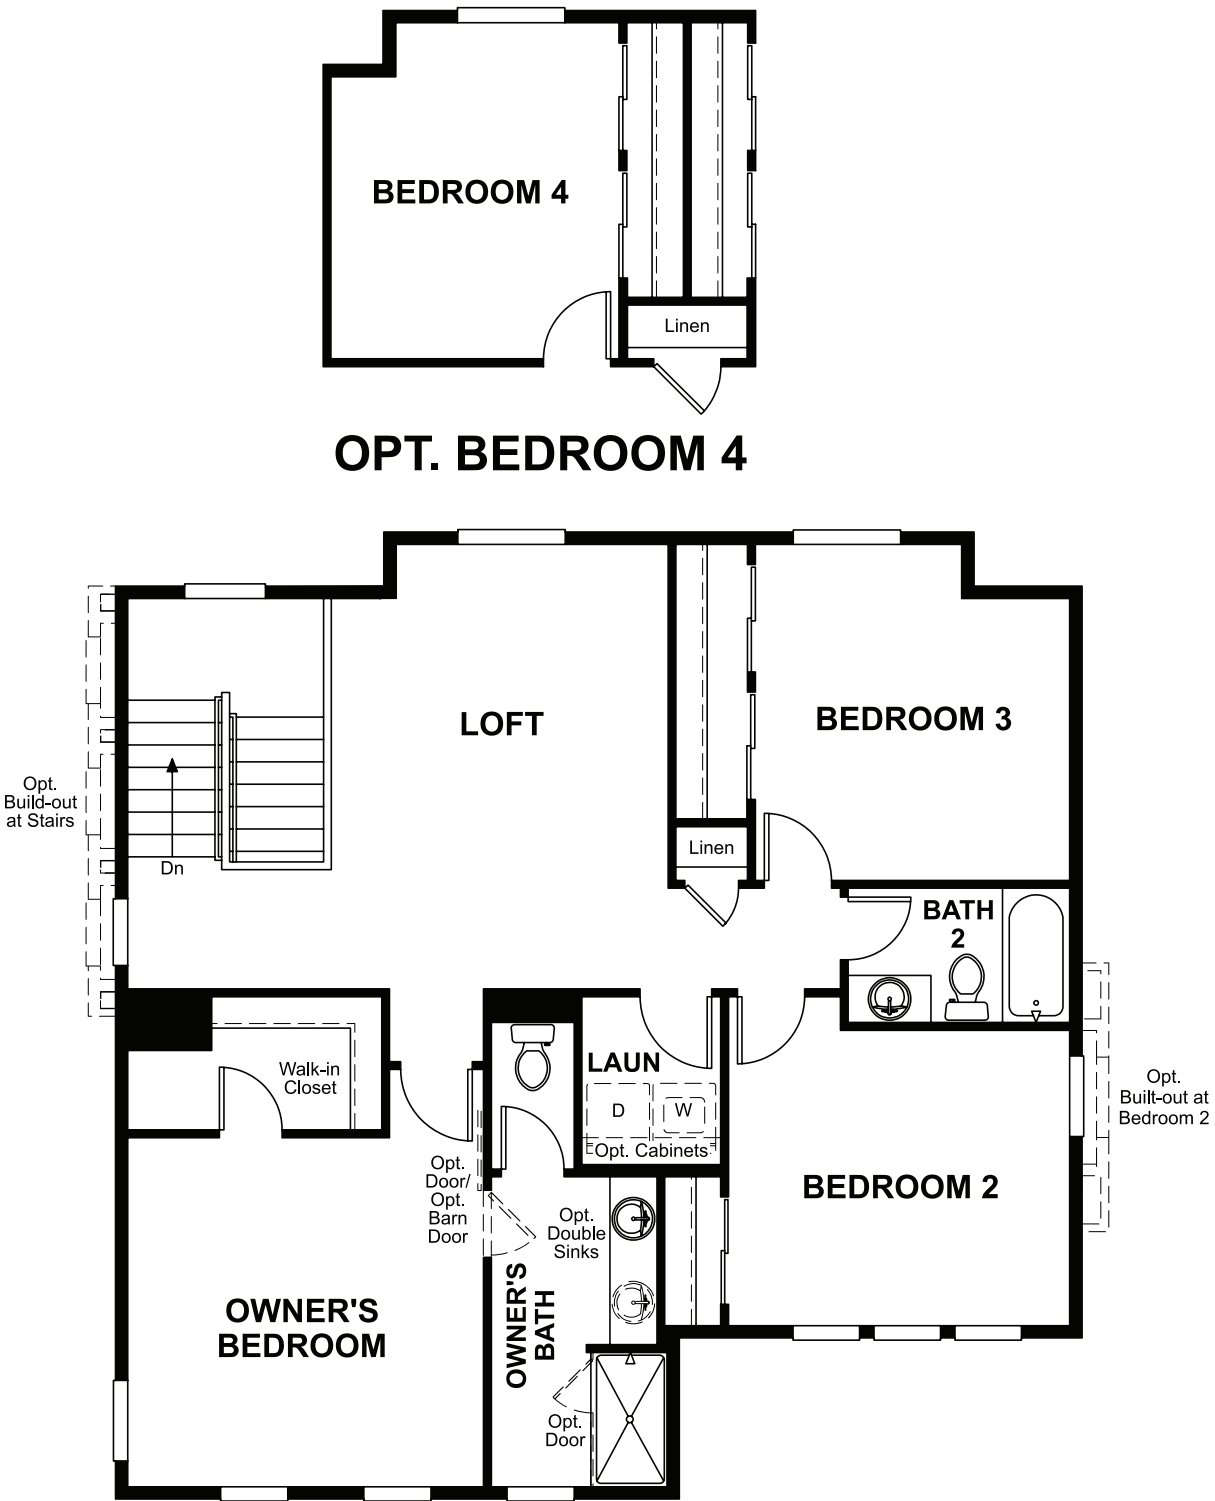 BEDROOM 4
Linen
OPT. BEDROOM 4
LOFT
BEDROOM 3
Opt.
Build-out
at Stairs
Dn
Linen
BATH
2
Walk-in
Closet
LAUN
D
W
Opt. Cabinets
Opt.
Built-out at
Bedroom 2
Opt.
Door/
Opt.
Barn
Door
BEDROOM 2
Opt.
Double
Sinks
OWNER'S
BEDROOM
OWNER'S
BATH
Opt.
Door